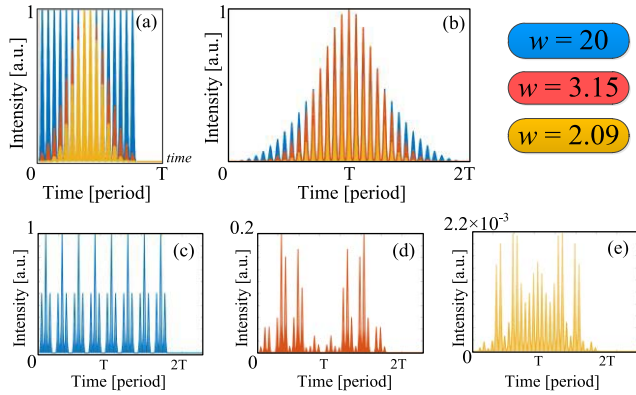 (a)
1
Intensity [a.u.]
0
T
time
Time [period]
(b)
1
Intensity [a.u.]
0
T
2T
Time [period]
w = 20
w = 3.15
w = 2.09
(c)
1
Intensity [a.u.]
0
T
2T
Time [period]
(d)
0.2
Intensity [a.u.]
0
T
2T
Time [period]
(e)
2.2×10⁻³
Intensity [a.u.]
0
T
2T
Time [period]